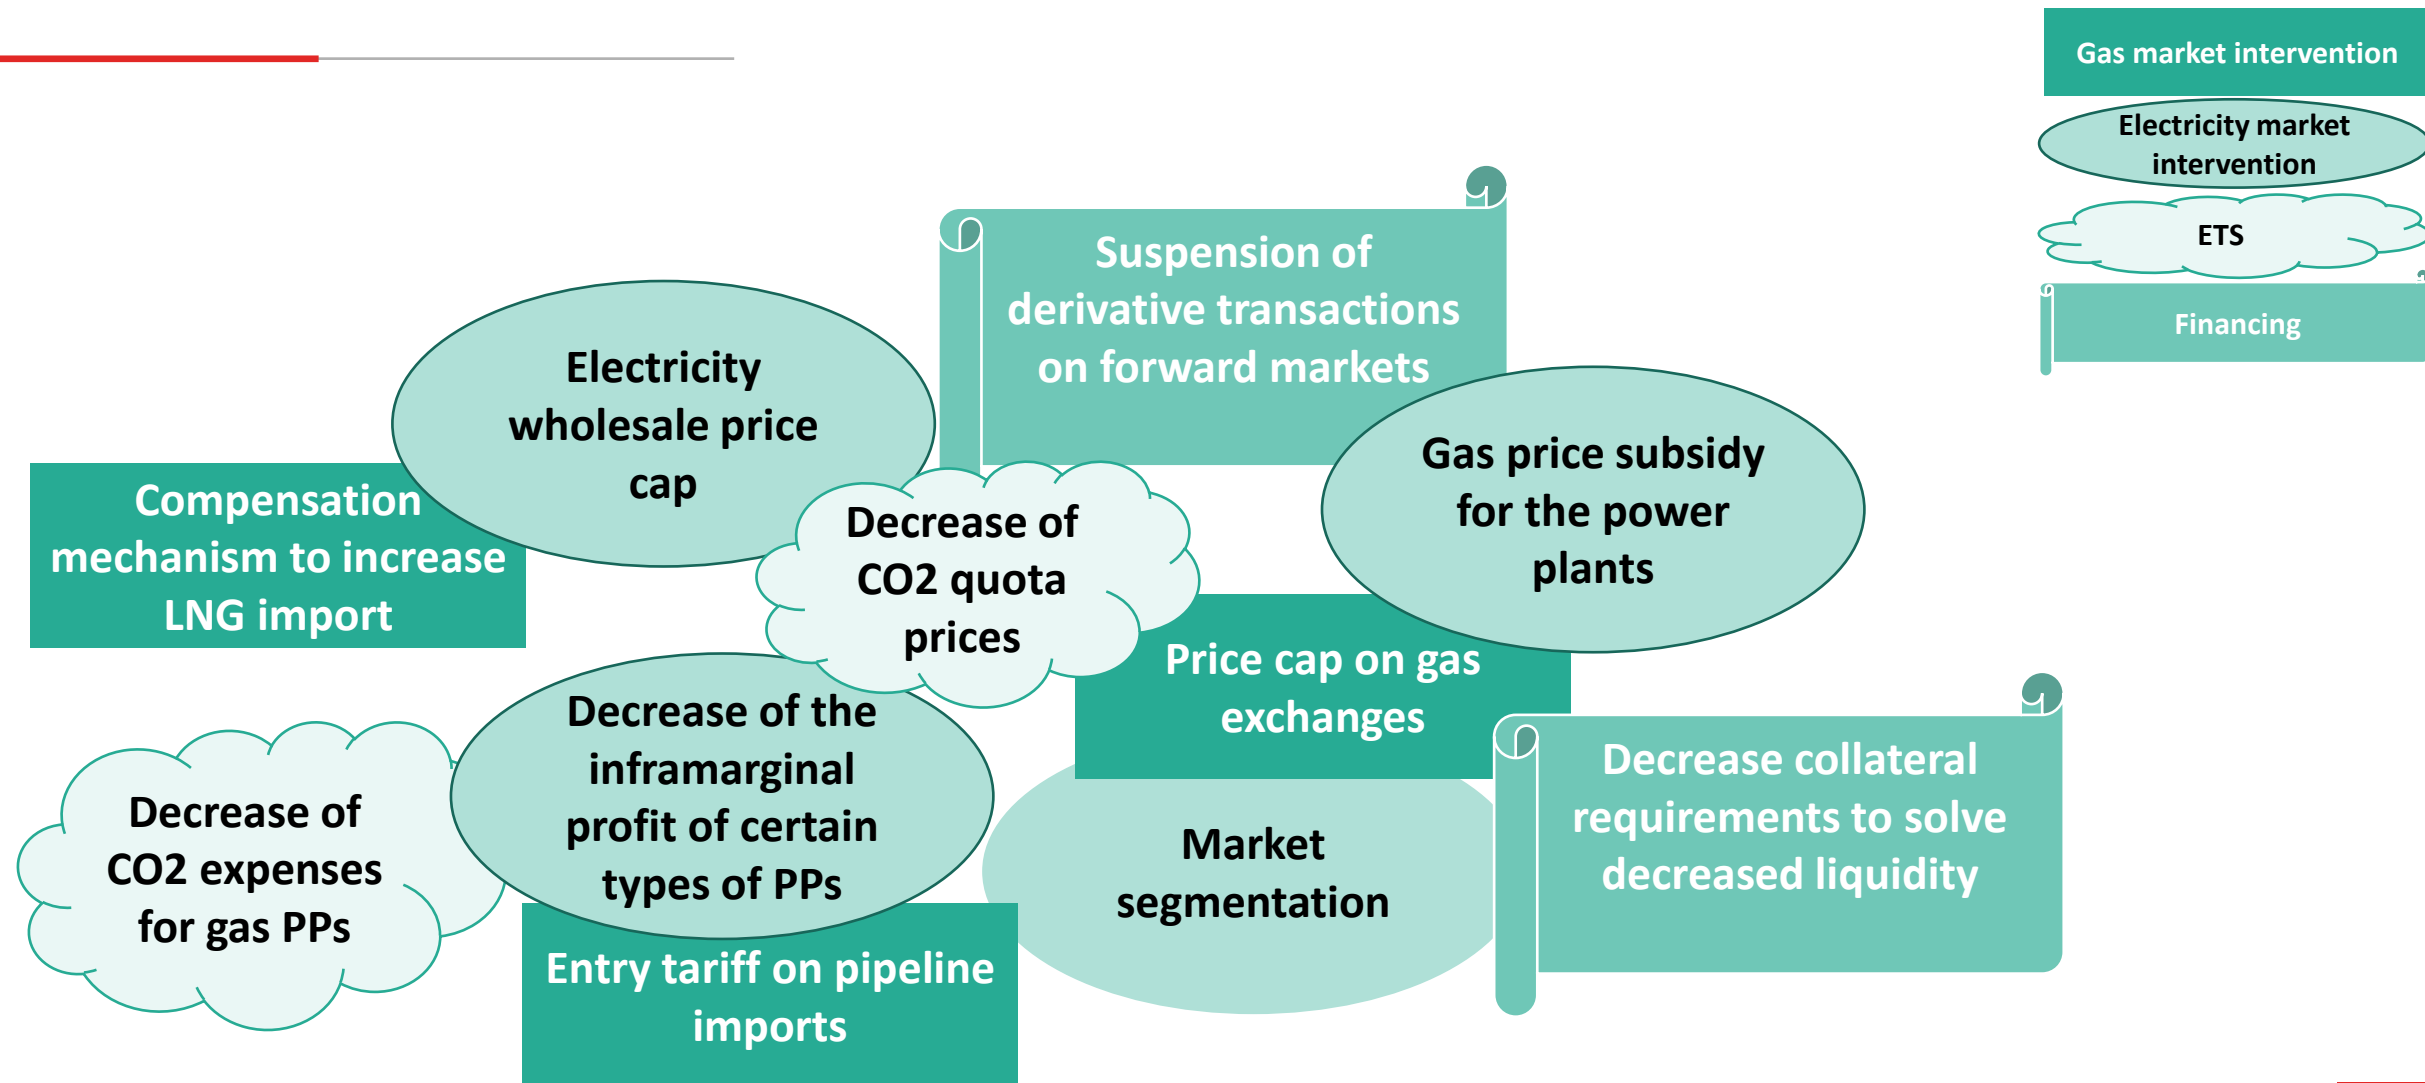 Gas market intervention
Electricity market
intervention
ETS
Financing
Suspension of
derivative transactions
on forward markets
Electricity
wholesale price
cap
Gas price subsidy
for the power
plants
Compensation
mechanism to increase
LNG import
Decrease of
CO2 quota
prices
Price cap on gas
exchanges
Decrease of the
inframarginal
profit of certain
types of PPs
Decrease collateral
requirements to solve
decreased liquidity
Decrease of
CO2 expenses
for gas PPs
Market
segmentation
Entry tariff on pipeline
imports